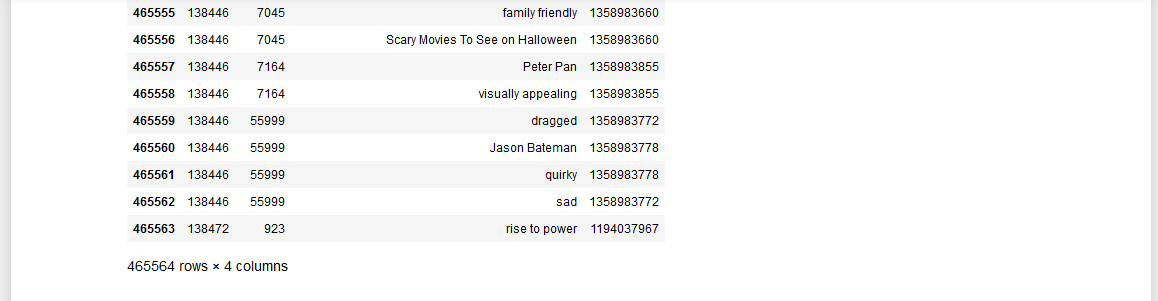 465555 138446 7045 family friendly 1358983660
465556 138446 7045 Scary Movies To See on Halloween 1358983660
465557 138446 7164 Peter Pan 1358983855
465558 138446 7164 visually appealing 1358983855
465559 138446 55999 dragged 1358983772
465560 138446 55999 Jason Bateman 1358983778
465561 138446 55999 quirky 1358983778
465562 138446 55999 sad 1358983772
465563 138472 923 rise to power 1194037967
465564 rows × 4 columns